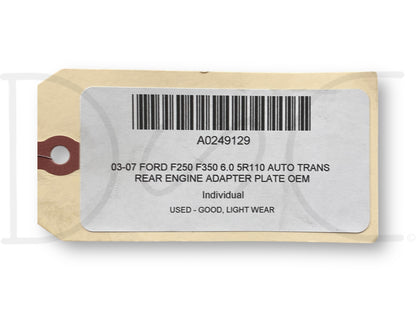 A0249129
03-07 FORD F250 F350 6.0 5R110 AUTO TRANS
REAR ENGINE ADAPTER PLATE OEM
Individual
USED - GOOD, LIGHT WEAR